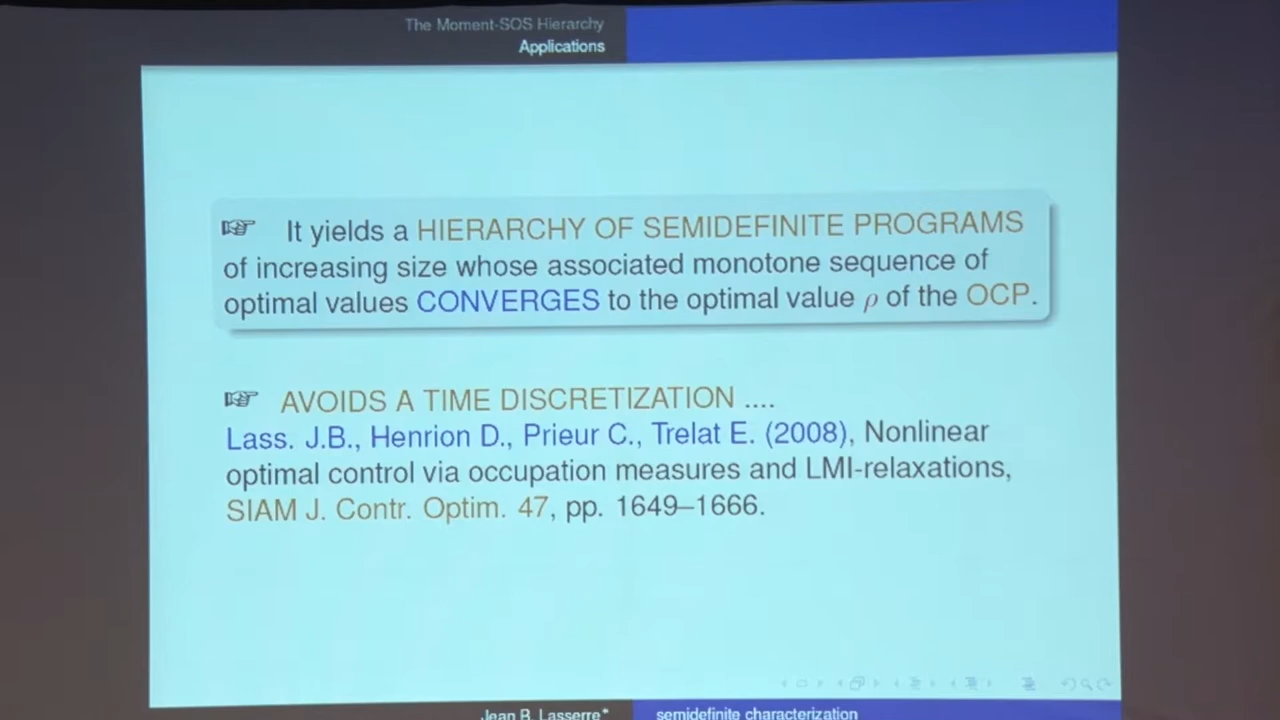 The Moment-SOS Hierarchy
Applications
It yields a HIERARCHY OF SEMIDEFINITE PROGRAMS
of increasing size whose associated monotone sequence of
optimal values CONVERGES to the optimal value ρ of the OCP.
AVOIDS A TIME DISCRETIZATION ....
Lass. J.B., Henrion D., Prieur C., Trelat E. (2008), Nonlinear
optimal control via occupation measures and LMI-relaxations,
SIAM J. Contr. Optim. 47, pp. 1649–1666.
Jean B. Lasserre* semidefinite characterization